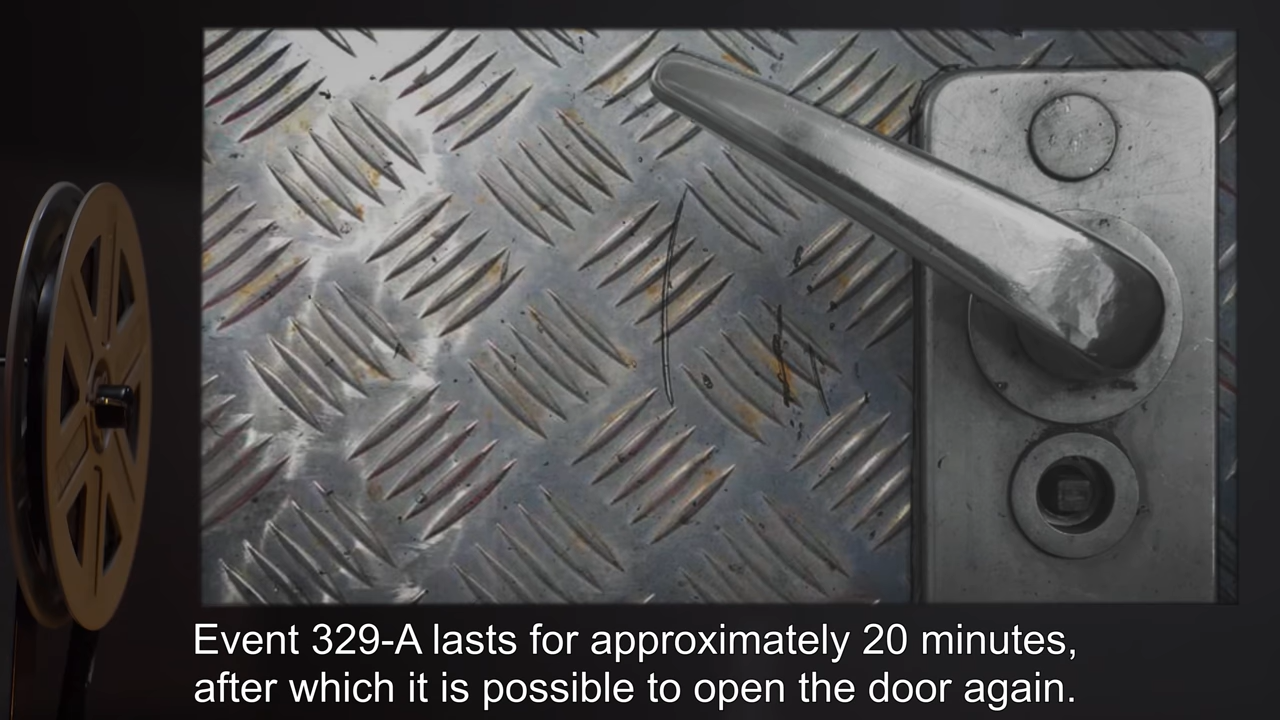 Event 329-A lasts for approximately 20 minutes,
after which it is possible to open the door again.